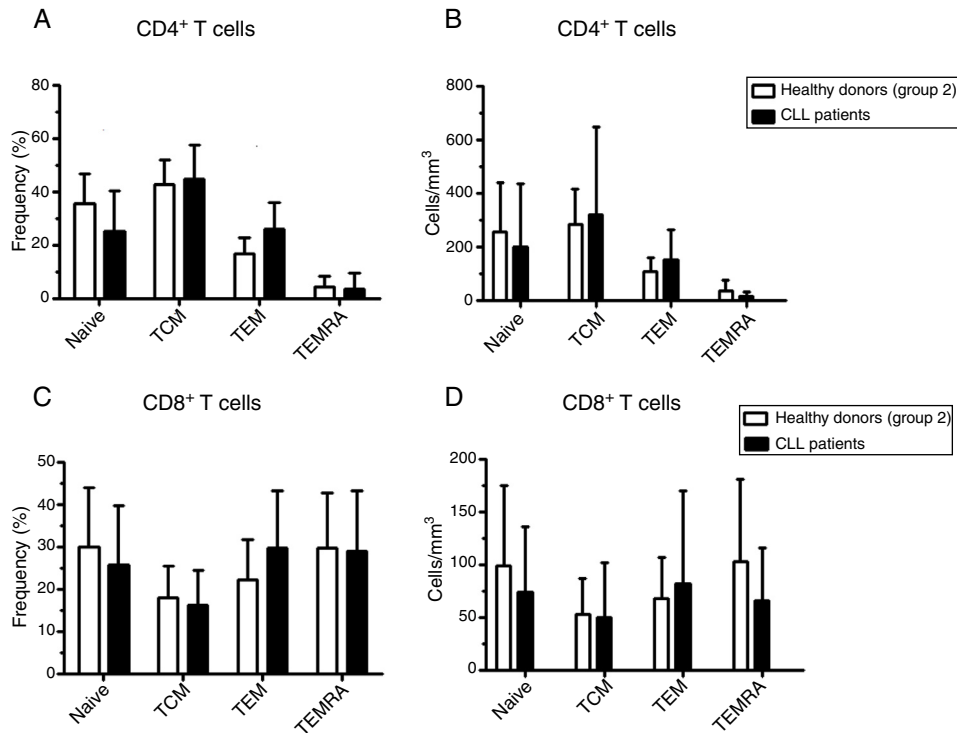 A
CD4⁺ T cells
Frequency (%)
80
60
40
20
0
Naive
TCM
TEM
TEMRA
B
CD4⁺ T cells
Cells/mm³
800
600
400
200
0
Naive
TCM
TEM
TEMRA
Healthy donors (group 2)
CLL patients
C
CD8⁺ T cells
Frequency (%)
50
40
30
20
10
0
Naive
TCM
TEM
TEMRA
D
CD8⁺ T cells
Cells/mm³
200
150
100
50
0
Naive
TCM
TEM
TEMRA
Healthy donors (group 2)
CLL patients